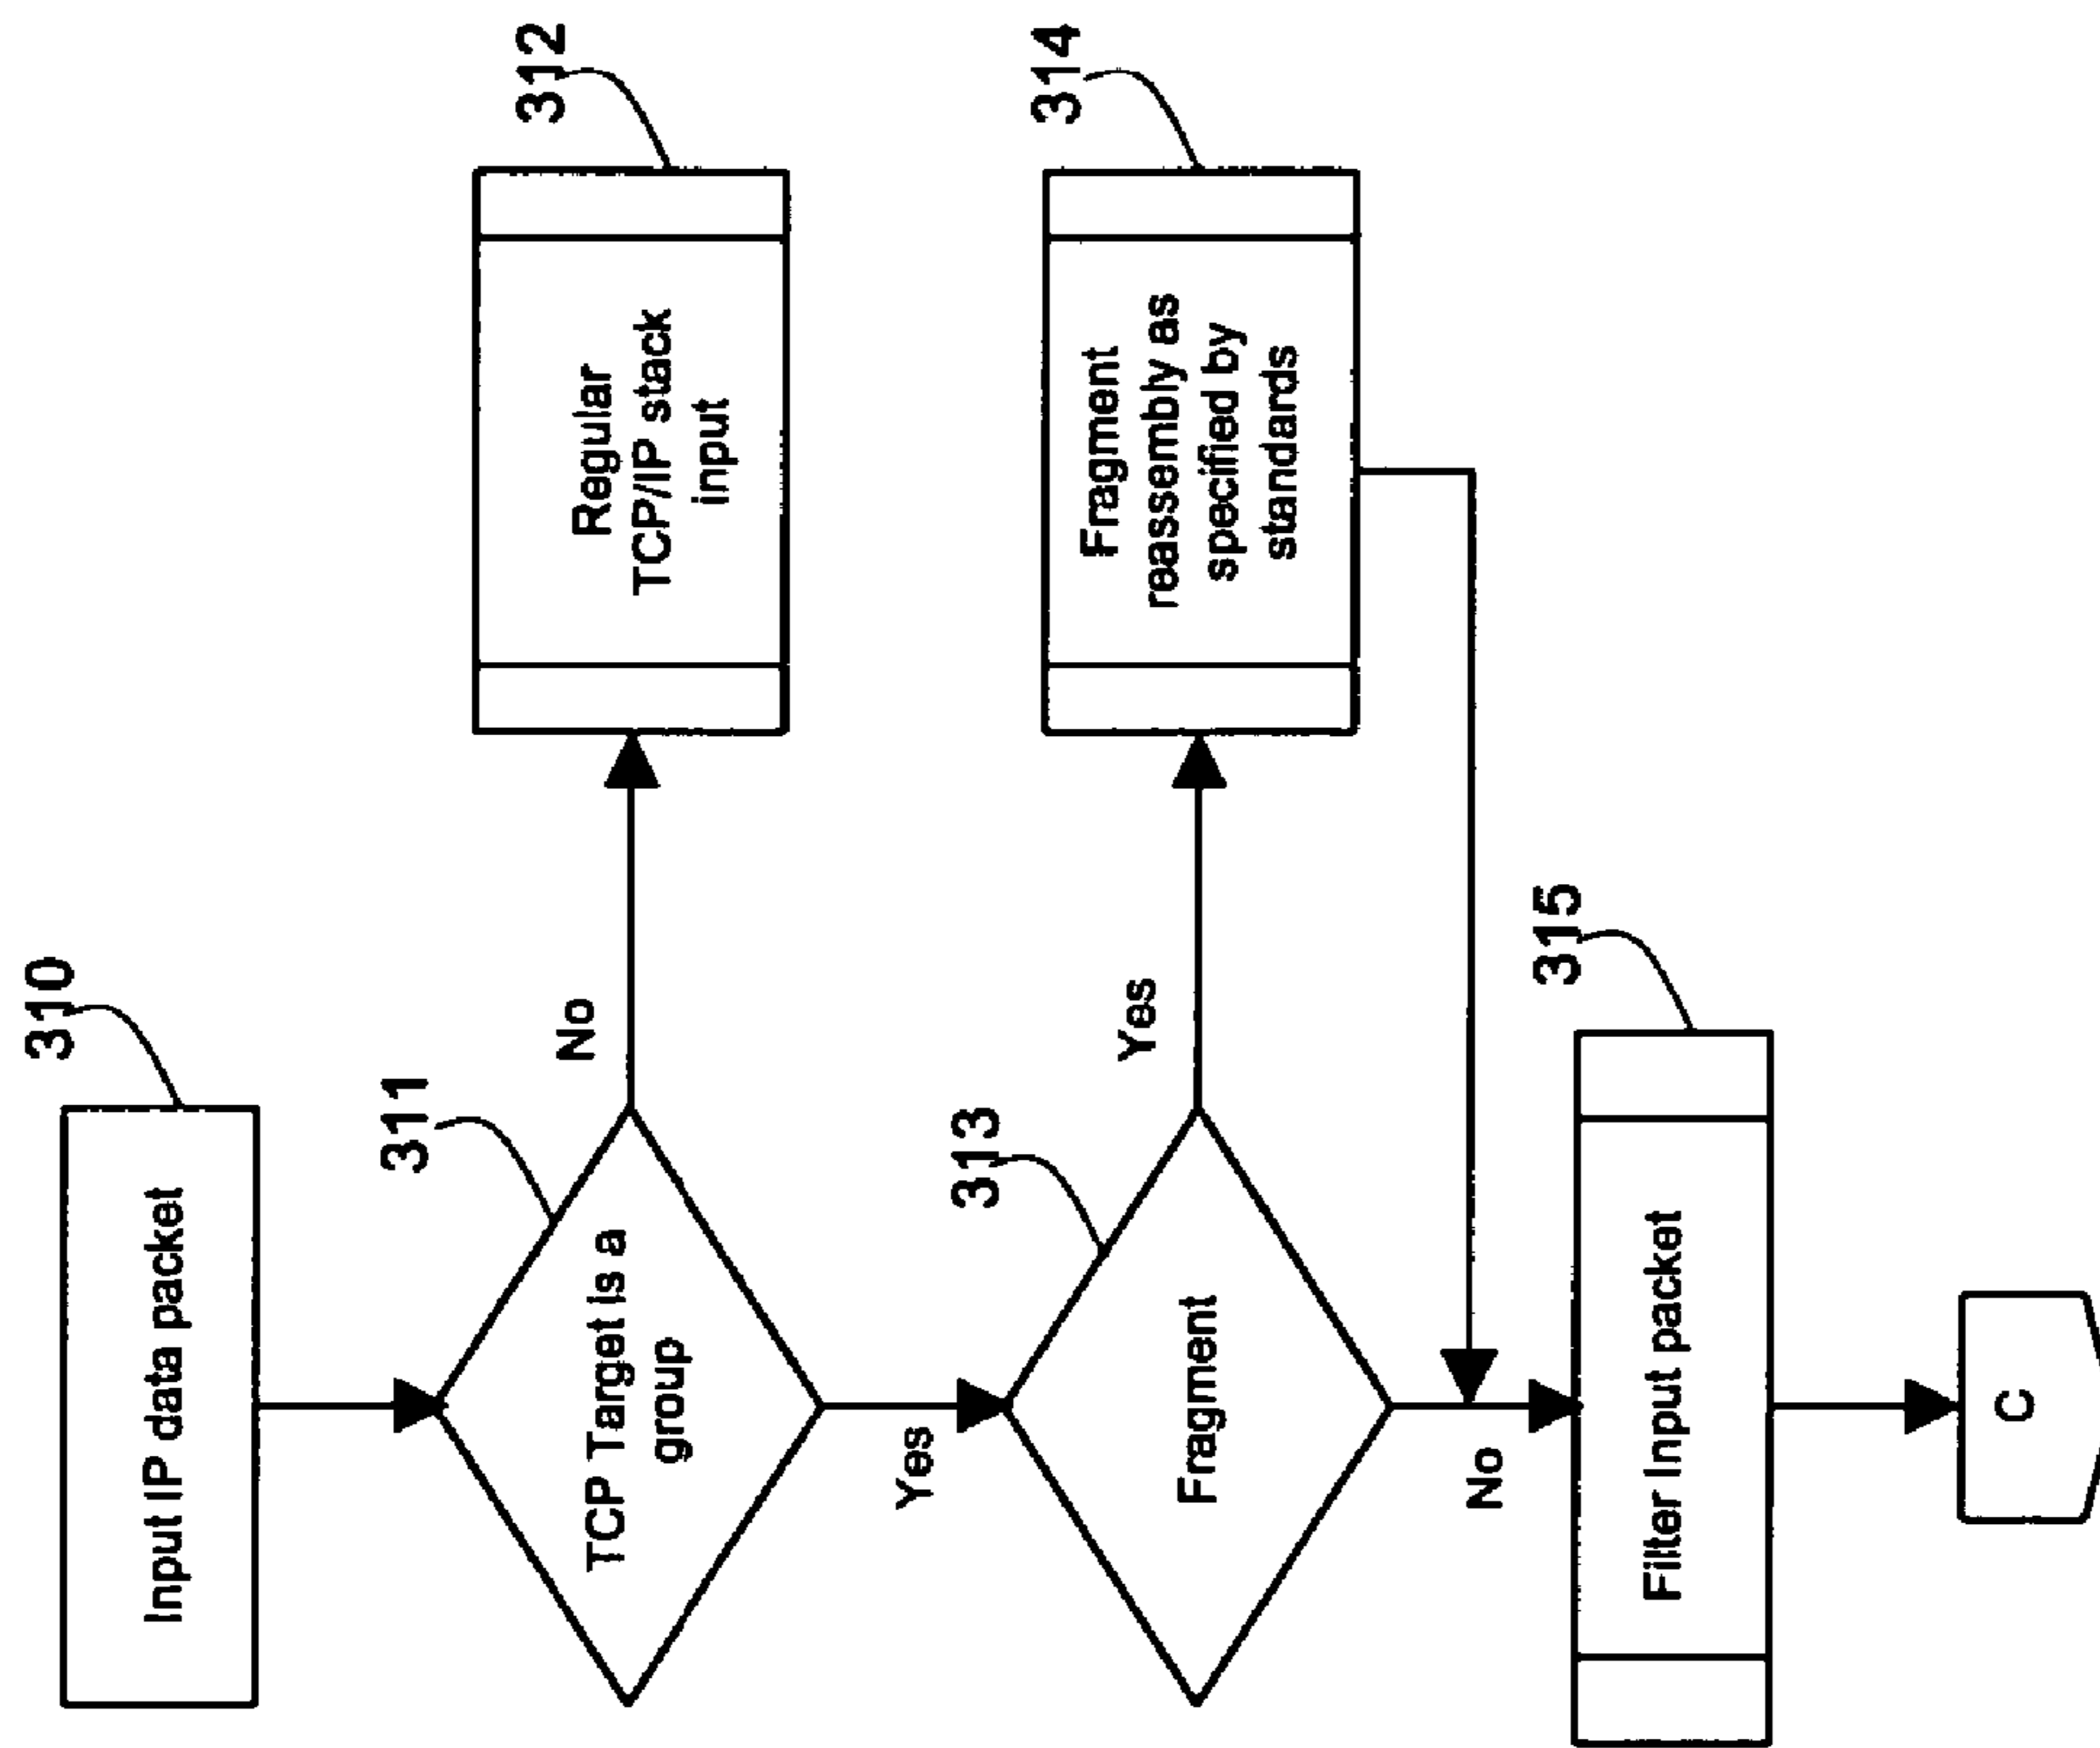 310
Input IP data packet
311
TCP Target is a
group
No
312
Regular
TCP/IP stack
input
Yes
313
Fragment
Yes
314
Fragment
reassembly as
specified by
standards
No
315
Filter Input packet
C